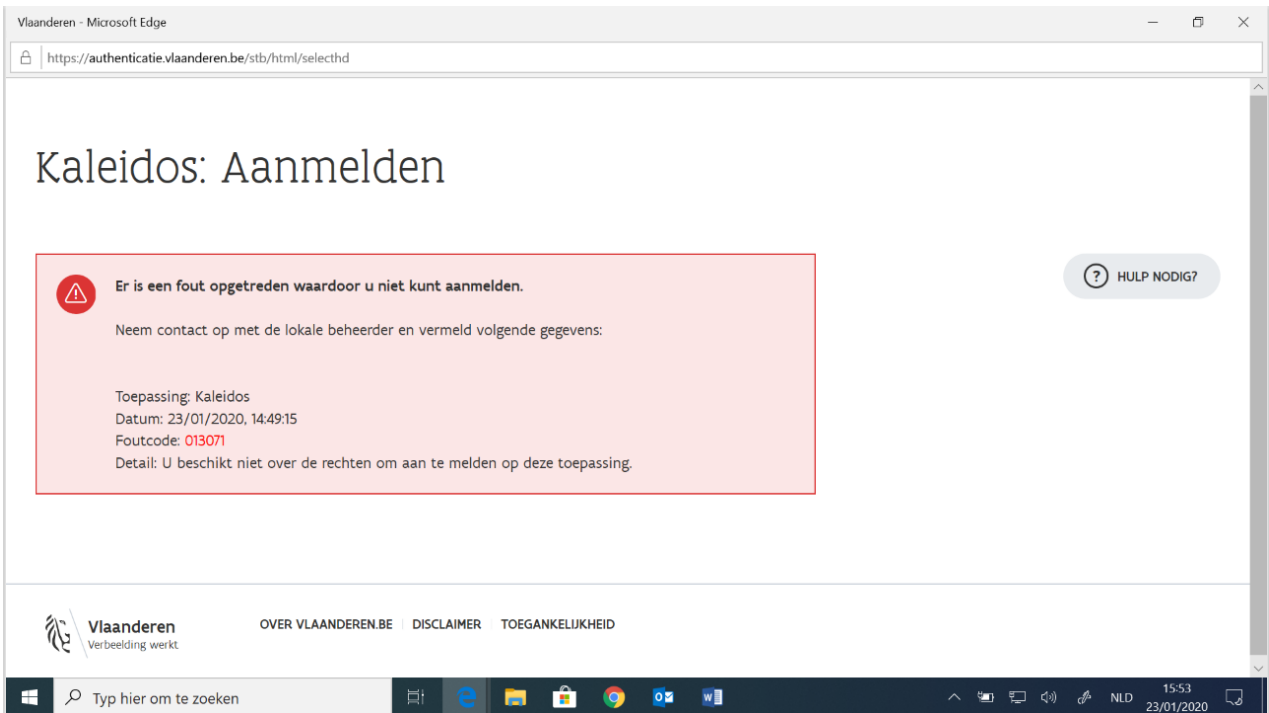 Vlaanderen - Microsoft Edge
https://authenticatie.vlaanderen.be/stb/html/selecthd
Kaleidos: Aanmelden
Er is een fout opgetreden waardoor u niet kunt aanmelden.
HULP NODIG?
Neem contact op met de lokale beheerder en vermeld volgende gegevens:
Toepassing: Kaleidos
Datum: 23/01/2020, 14:49:15
Foutcode: 013071
Detail: U beschikt niet over de rechten om aan te melden op deze toepassing.
Vlaanderen
Verbeelding werkt
OVER VLAANDEREN.BE DISCLAIMER TOEGANKELIJKHEID
Typ hier om te zoeken
NLD
15:53
23/01/2020